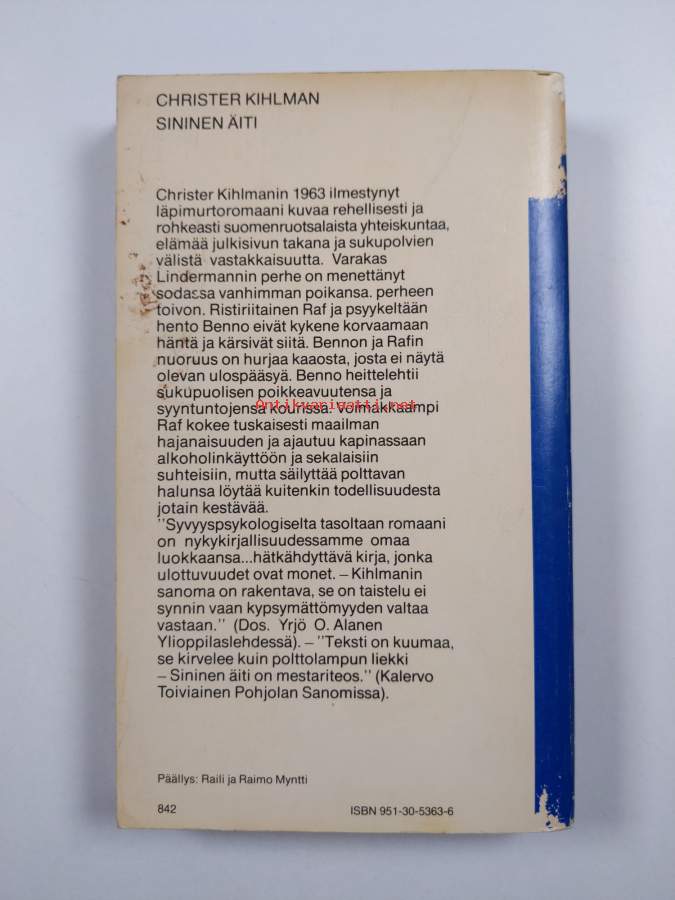 CHRISTER KIHLMAN
SININEN ÄITI
Christer Kihlmanin 1963 ilmestynyt
läpimurtoromaani kuvaa rehellisesti ja
rohkeasti suomenruotsalaista yhteiskuntaa,
elämää julkisivun takana ja sukupolvien
välistä vastakkaisuutta. Varakas
Lindermannin perhe on menettänyt
sodassa vanhimman poikansa. perheen
toivon. Ristiriitainen Raf ja psyykeltään
hento Benno eivät kykene korvaamaan
häntä ja kärsivät siitä. Bennon ja Rafin
nuoruus on hurjaa kaaosta, josta ei näytä
olevan ulospääsyä. Benno heittelehtii
sukupuolisen poikkeavuutensa ja
syyntuntojensa kourissa. Voimakkaampi
Antikvariaatti.net
Raf kokee tuskaisesti maailman
hajanaisuuden ja ajautuu kapinassaan
alkoholinkäyttöön ja sekalaisiin
suhteisiin, mutta säilyttää polttavan
halunsa löytää kuitenkin todellisuudesta
jotain kestävää.
"Syvyyspsykologiselta tasoltaan romaani
on nykykirjallisuudessamme omaa
luokkaansa...hätkähdyttävä kirja, jonka
ulottuvuudet ovat monet. – Kihlmanin
sanoma on rakentava, se on taistelu ei
synnin vaan kypsymättömyyden valtaa
vastaan." (Dos. Yrjö O. Alanen
Ylioppilaslehdessä). – "Teksti on kuumaa,
se kirvelee kuin polttolampun liekki
– Sininen äiti on mestariteos." (Kalervo
Toiviainen Pohjolan Sanomissa).
Päällys: Raili ja Raimo Myntti
842
ISBN 951-30-5363-6